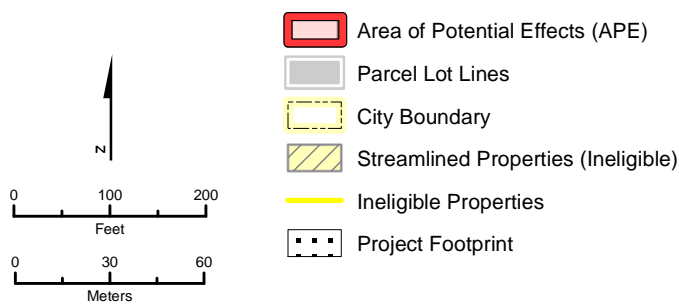 Area of Potential Effects (APE)
Parcel Lot Lines
City Boundary
Streamlined Properties (Ineligible)
Ineligible Properties
Project Footprint
N
0 100 200
Feet
0 30 60
Meters